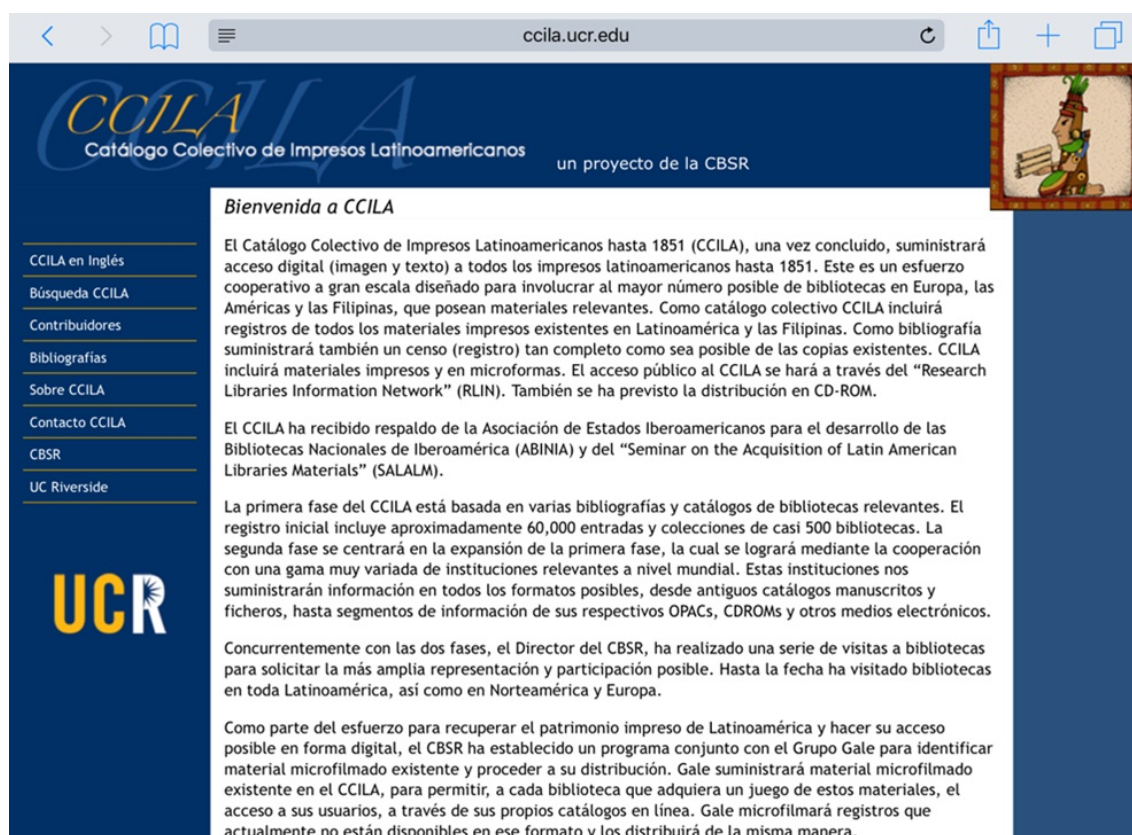 ccila.ucr.edu
CCILA
Catálogo Colectivo de Impresos Latinoamericanos
un proyecto de la CBSR
CCILA en Inglés
Búsqueda CCILA
Contribuidores
Bibliografías
Sobre CCILA
Contacto CCILA
CBSR
UC Riverside
UCR
Bienvenida a CCILA
El Catálogo Colectivo de Impresos Latinoamericanos hasta 1851 (CCILA), una vez concluido, suministrará
acceso digital (imagen y texto) a todos los impresos latinoamericanos hasta 1851. Este es un esfuerzo
cooperativo a gran escala diseñado para involucrar al mayor número posible de bibliotecas en Europa, las
Américas y las Filipinas, que posean materiales relevantes. Como catálogo colectivo CCILA incluirá
registros de todos los materiales impresos existentes en Latinoamérica y las Filipinas. Como bibliografía
suministrará también un censo (registro) tan completo como sea posible de las copias existentes. CCILA
incluirá materiales impresos y en microformas. El acceso público al CCILA se hará a través del “Research
Libraries Information Network” (RLIN). También se ha previsto la distribución en CD-ROM.
El CCILA ha recibido respaldo de la Asociación de Estados Iberoamericanos para el desarrollo de las
Bibliotecas Nacionales de Iberoamérica (ABINIA) y del “Seminar on the Acquisition of Latin American
Libraries Materials” (SALALM).
La primera fase del CCILA está basada en varias bibliografías y catálogos de bibliotecas relevantes. El
registro inicial incluye aproximadamente 60,000 entradas y colecciones de casi 500 bibliotecas. La
segunda fase se centrará en la expansión de la primera fase, la cual se logrará mediante la cooperación
con una gama muy variada de instituciones relevantes a nivel mundial. Estas instituciones nos
suministrarán información en todos los formatos posibles, desde antiguos catálogos manuscritos y
ficheros, hasta segmentos de información de sus respectivos OPACs, CDROMs y otros medios electrónicos.
Concurrentemente con las dos fases, el Director del CBSR, ha realizado una serie de visitas a bibliotecas
para solicitar la más amplia representación y participación posible. Hasta la fecha ha visitado bibliotecas
en toda Latinoamérica, así como en Norteamérica y Europa.
Como parte del esfuerzo para recuperar el patrimonio impreso de Latinoamérica y hacer su acceso
posible en forma digital, el CBSR ha establecido un programa conjunto con el Grupo Gale para identificar
material microfilmado existente y proceder a su distribución. Gale suministrará material microfilmado
existente en el CCILA, para permitir, a cada biblioteca que adquiera un juego de estos materiales, el
acceso a sus usuarios, a través de sus propios catálogos en línea. Gale microfilmará registros que
actualmente no están disponibles en ese formato y los distribuirá de la misma manera.